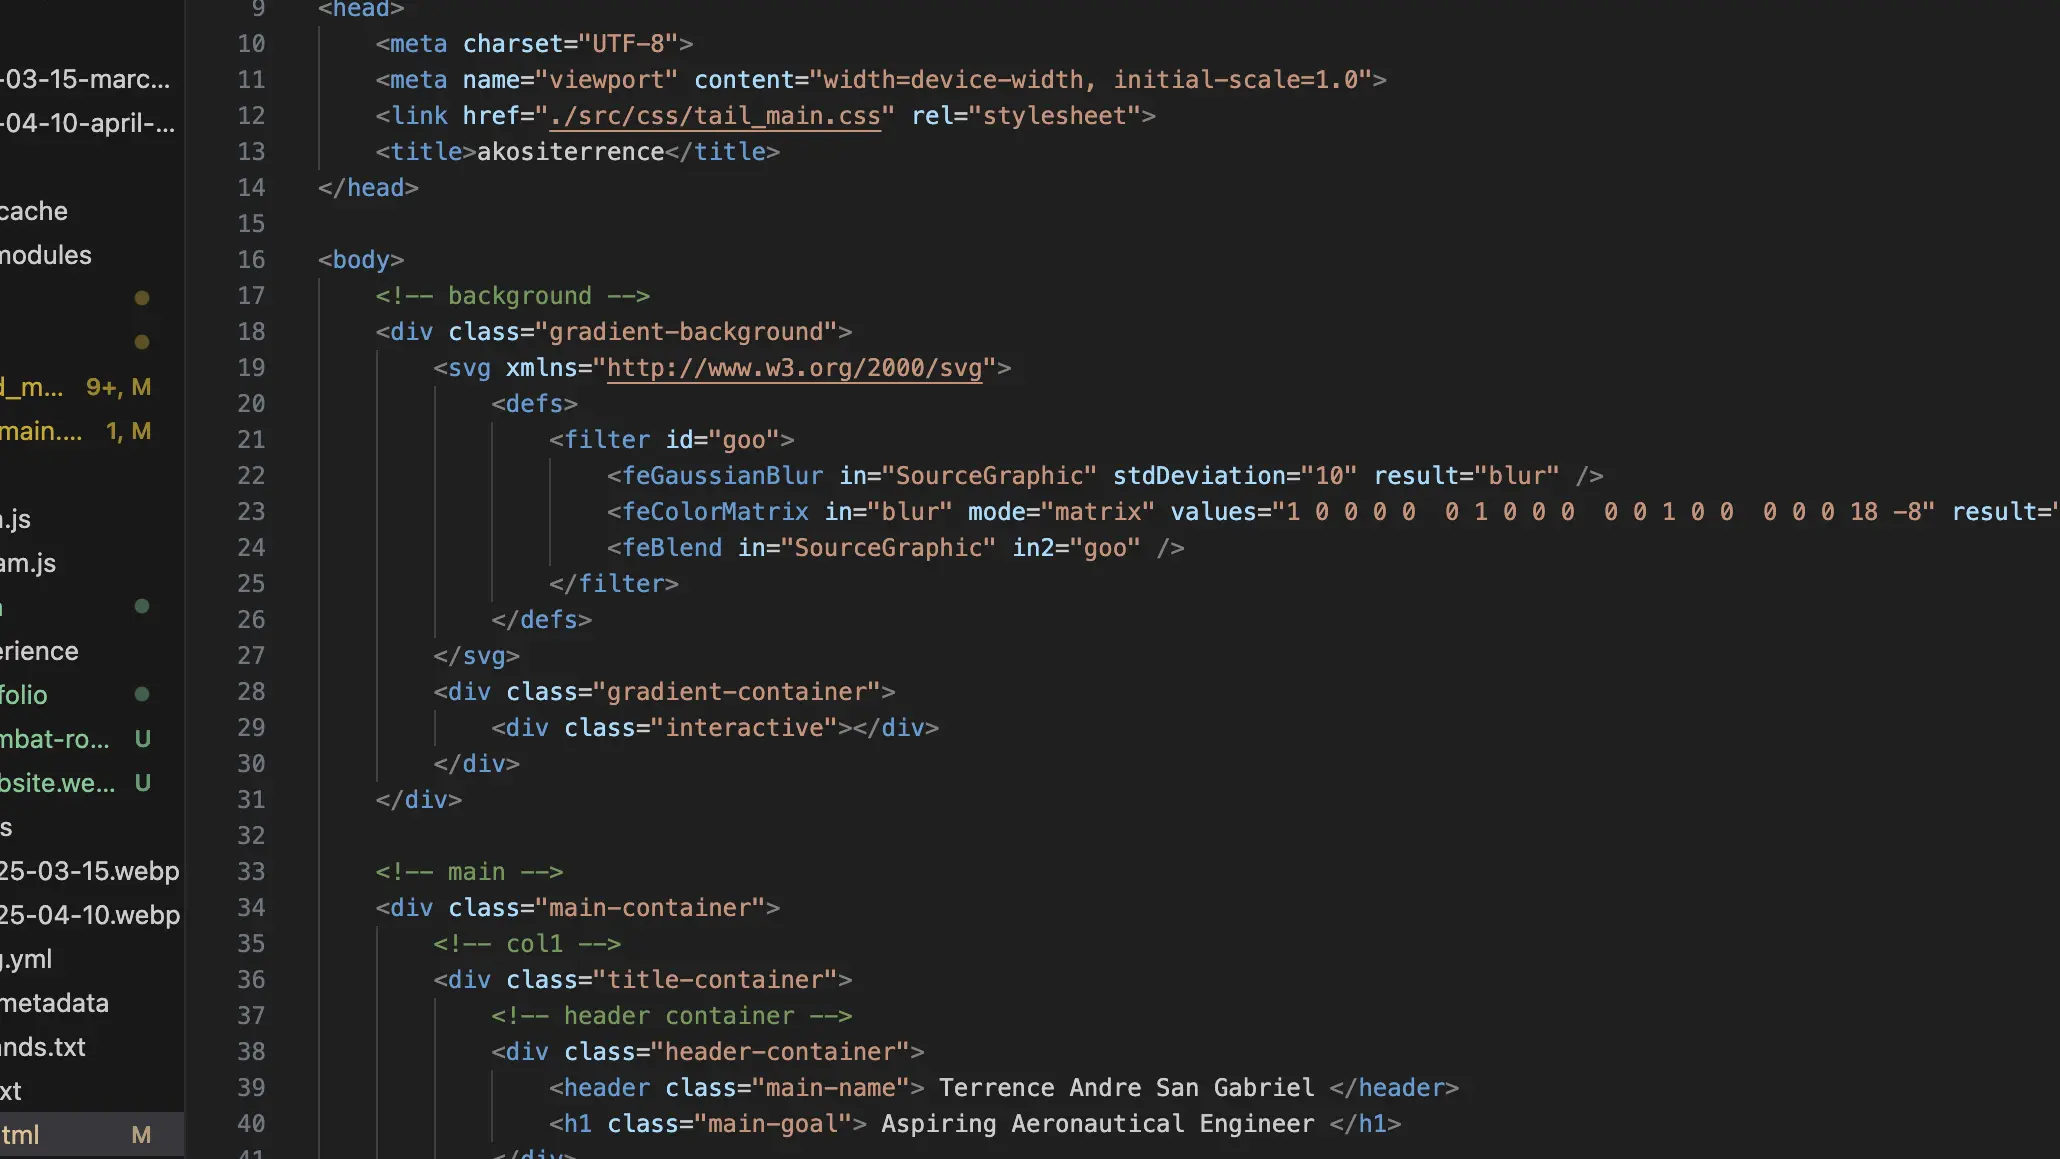 -03-15-marc...
-04-10-april-...
cache
modules
d_m... 9+, M
main.... 1, M
.js
am.js
erience
folio
mbat-ro... U
bsite.we... U
s
25-03-15.webp
25-04-10.webp
g.yml
metadata
ands.txt
xt
tml M
9 <head>
10 <meta charset="UTF-8">
11 <meta name="viewport" content="width=device-width, initial-scale=1.0">
12 <link href="./src/css/tail_main.css" rel="stylesheet">
13 <title>akositerrence</title>
14 </head>
15
16 <body>
17 <!-- background -->
18 <div class="gradient-background">
19 <svg xmlns="http://www.w3.org/2000/svg">
20 <defs>
21 <filter id="goo">
22 <feGaussianBlur in="SourceGraphic" stdDeviation="10" result="blur" />
23 <feColorMatrix in="blur" mode="matrix" values="1 0 0 0 0  0 1 0 0 0  0 0 1 0 0  0 0 0 18 -8" result="
24 <feBlend in="SourceGraphic" in2="goo" />
25 </filter>
26 </defs>
27 </svg>
28 <div class="gradient-container">
29 <div class="interactive"></div>
30 </div>
31 </div>
32
33 <!-- main -->
34 <div class="main-container">
35 <!-- col1 -->
36 <div class="title-container">
37 <!-- header container -->
38 <div class="header-container">
39 <header class="main-name"> Terrence Andre San Gabriel </header>
40 <h1 class="main-goal"> Aspiring Aeronautical Engineer </h1>
41 </div>